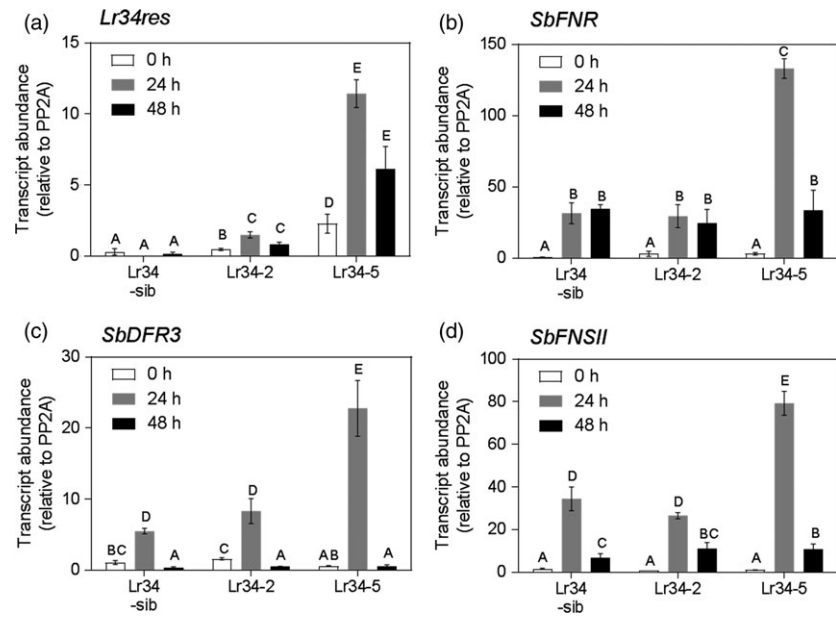 (a)
Lr34res
Transcript abundance
(relative to PP2A)
15
10
5
0
0 h
24 h
48 h
A
A
A
B
C
C
D
E
E
Lr34
-sib
Lr34-2
Lr34-5
(b)
SbFNR
Transcript abundance
(relative to PP2A)
150
100
50
0
0 h
24 h
48 h
A
B
B
A
B
B
A
C
B
Lr34
-sib
Lr34-2
Lr34-5
(c)
SbDFR3
Transcript abundance
(relative to PP2A)
30
20
10
0
0 h
24 h
48 h
BC
D
A
C
D
A
AB
E
A
Lr34
-sib
Lr34-2
Lr34-5
(d)
SbFNSII
Transcript abundance
(relative to PP2A)
100
80
60
40
20
0
0 h
24 h
48 h
A
D
C
A
D
BC
A
E
B
Lr34
-sib
Lr34-2
Lr34-5